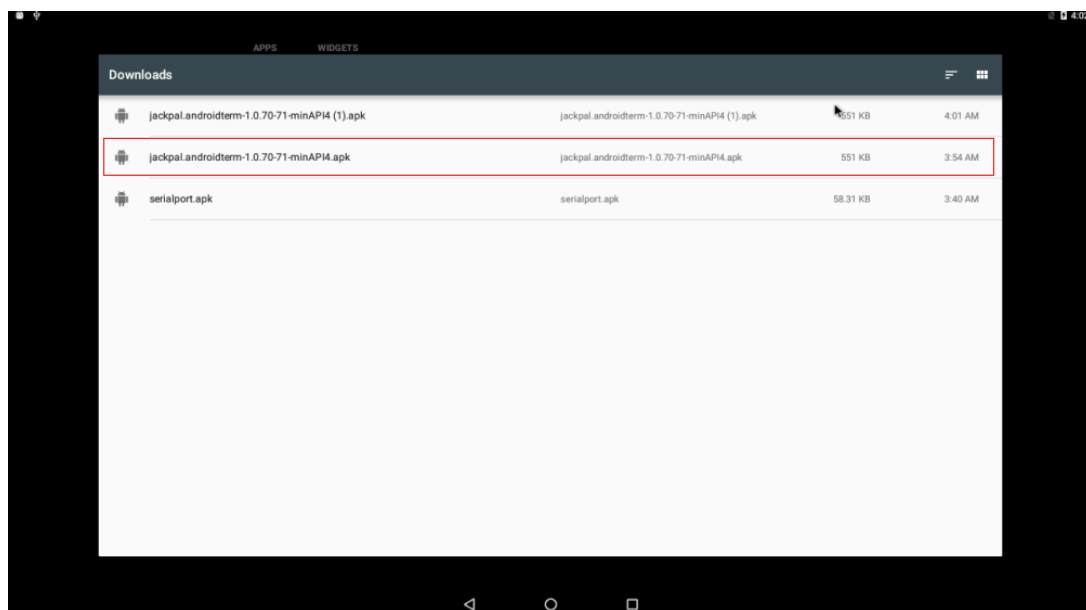 4:02
APPS WIDGETS
Downloads
jackpal.androidterm-1.0.70-71-minAPI4 (1).apk jackpal.androidterm-1.0.70-71-minAPI4 (1).apk 551 KB 4:01 AM
jackpal.androidterm-1.0.70-71-minAPI4.apk jackpal.androidterm-1.0.70-71-minAPI4.apk 551 KB 3:54 AM
serialport.apk serialport.apk 58.31 KB 3:40 AM